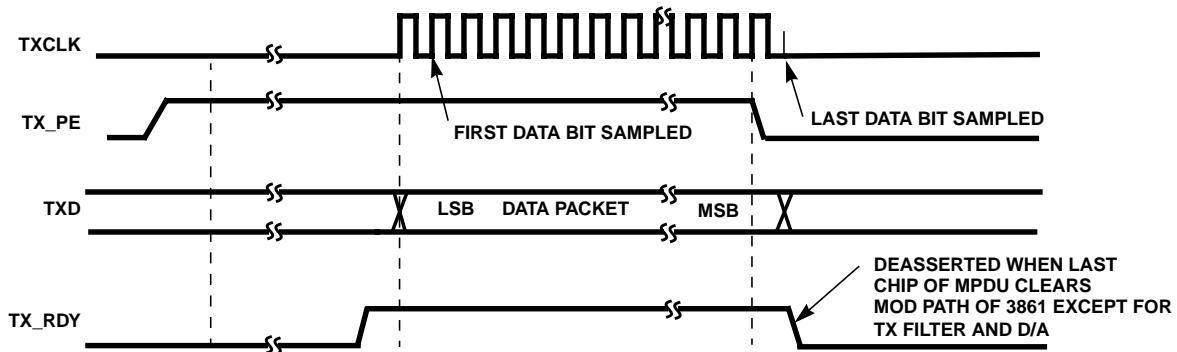 TXCLK
FIRST DATA BIT SAMPLED
LAST DATA BIT SAMPLED
TX_PE
TXD
LSB DATA PACKET MSB
DEASSERTED WHEN LAST
CHIP OF MPDU CLEARS
MOD PATH OF 3861 EXCEPT FOR
TX FILTER AND D/A
TX_RDY